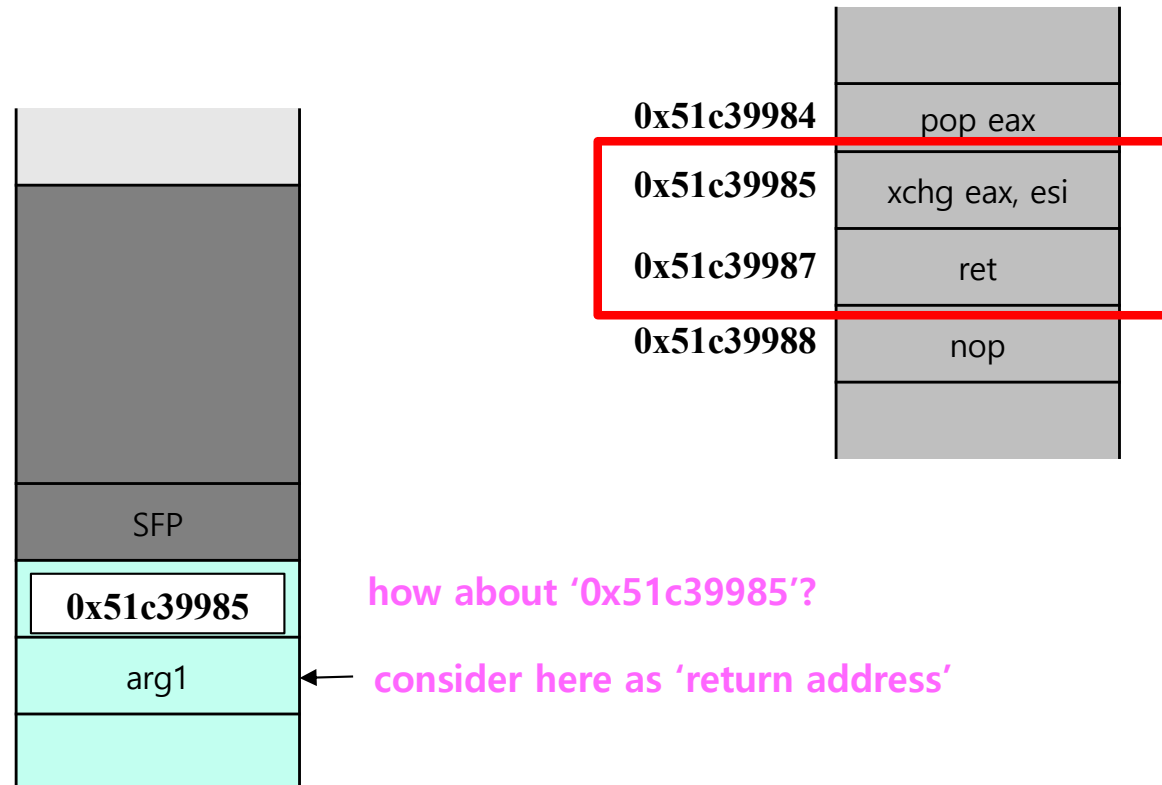 0x51c39984 pop eax
0x51c39985 xchg eax, esi
0x51c39987 ret
0x51c39988 nop
SFP
0x51c39985 how about ‘0x51c39985’?
arg1 consider here as ‘return address’